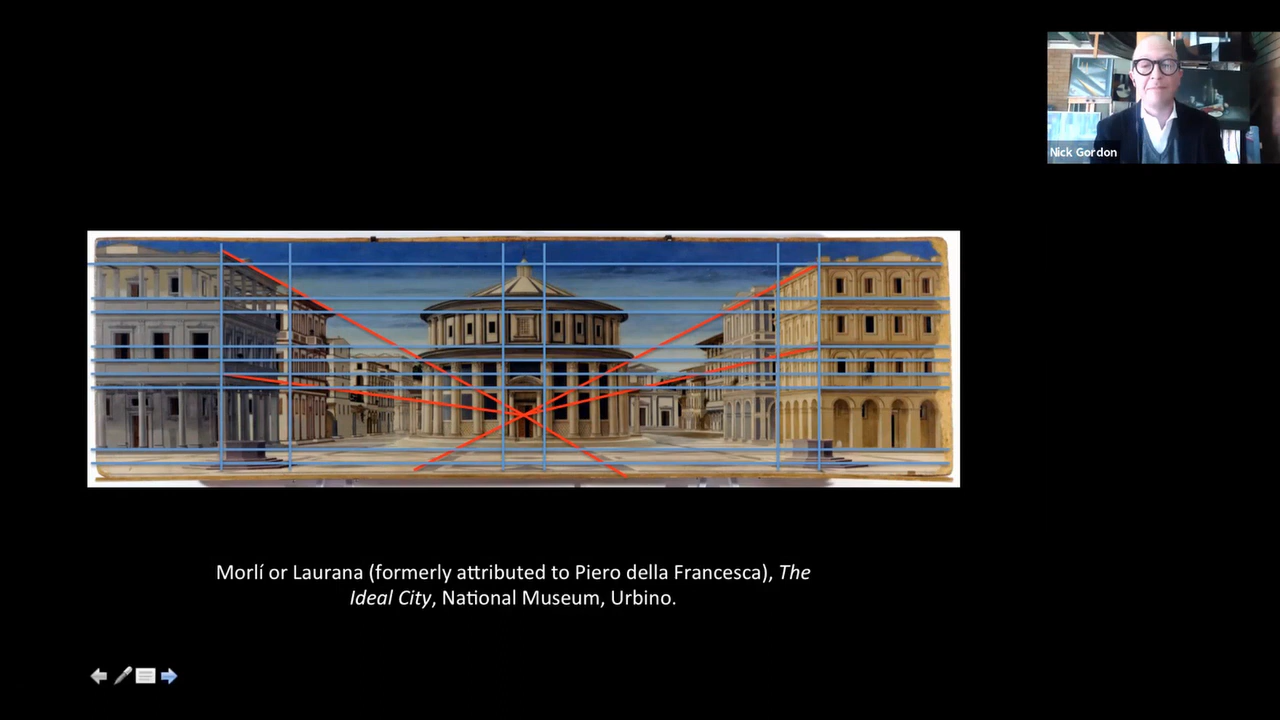 Nick Gordon
Morlí or Laurana (formerly attributed to Piero della Francesca), The
Ideal City, National Museum, Urbino.